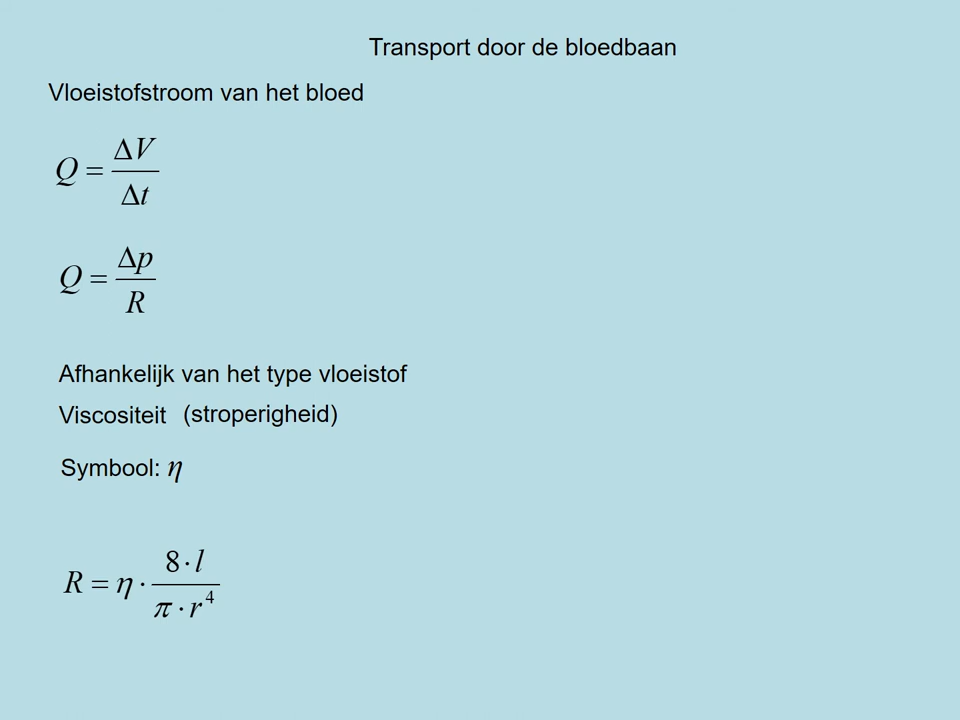 Transport door de bloedbaan
Vloeistofstroom van het bloed
Q = ΔV / Δt
Q = Δp / R
Afhankelijk van het type vloeistof
Viscositeit (stroperigheid)
Symbool: η
R = η · 8 · l / π · r⁴